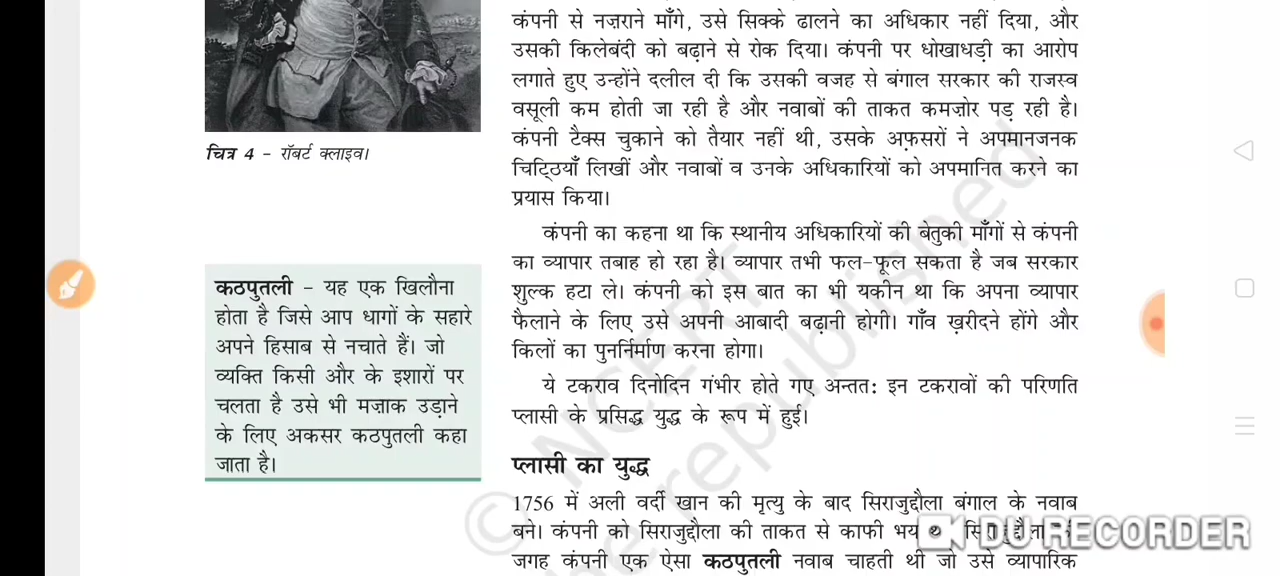 चित्र 4 – रॉबर्ट क्लाइव।
कठपुतली – यह एक खिलौना
होता है जिसे आप धागों के सहारे
अपने हिसाब से नचाते हैं। जो
व्यक्ति किसी और के इशारों पर
चलता है उसे भी मज़ाक उड़ाने
के लिए अकसर कठपुतली कहा
जाता है।
कंपनी से नज़राने माँगे, उसे सिक्के ढालने का अधिकार नहीं दिया, और
उसकी किलेबंदी को बढ़ाने से रोक दिया। कंपनी पर धोखाधड़ी का आरोप
लगाते हुए उन्होंने दलील दी कि उसकी वजह से बंगाल सरकार की राजस्व
वसूली कम होती जा रही है और नवाबों की ताकत कमज़ोर पड़ रही है।
कंपनी टैक्स चुकाने को तैयार नहीं थी, उसके अफ़सरों ने अपमानजनक
चिट्ठियाँ लिखीं और नवाबों व उनके अधिकारियों को अपमानित करने का
प्रयास किया।
कंपनी का कहना था कि स्थानीय अधिकारियों की बेतुकी माँगों से कंपनी
का व्यापार तबाह हो रहा है। व्यापार तभी फल-फूल सकता है जब सरकार
शुल्क हटा ले। कंपनी को इस बात का भी यकीन था कि अपना व्यापार
फैलाने के लिए उसे अपनी आबादी बढ़ानी होगी। गाँव ख़रीदने होंगे और
किलों का पुनर्निर्माण करना होगा।
ये टकराव दिनोदिन गंभीर होते गए अन्तत: इन टकरावों की परिणति
प्लासी के प्रसिद्ध युद्ध के रूप में हुई।
प्लासी का युद्ध
1756 में अली वर्दी खान की मृत्यु के बाद सिराजुद्दौला बंगाल के नवाब
बने। कंपनी को सिराजुद्दौला की ताकत से काफी भय
जगह कंपनी एक ऐसा कठपुतली नवाब चाहती थी जो उसे व्यापारिक
© NCERT
be republished
DU RECORDER